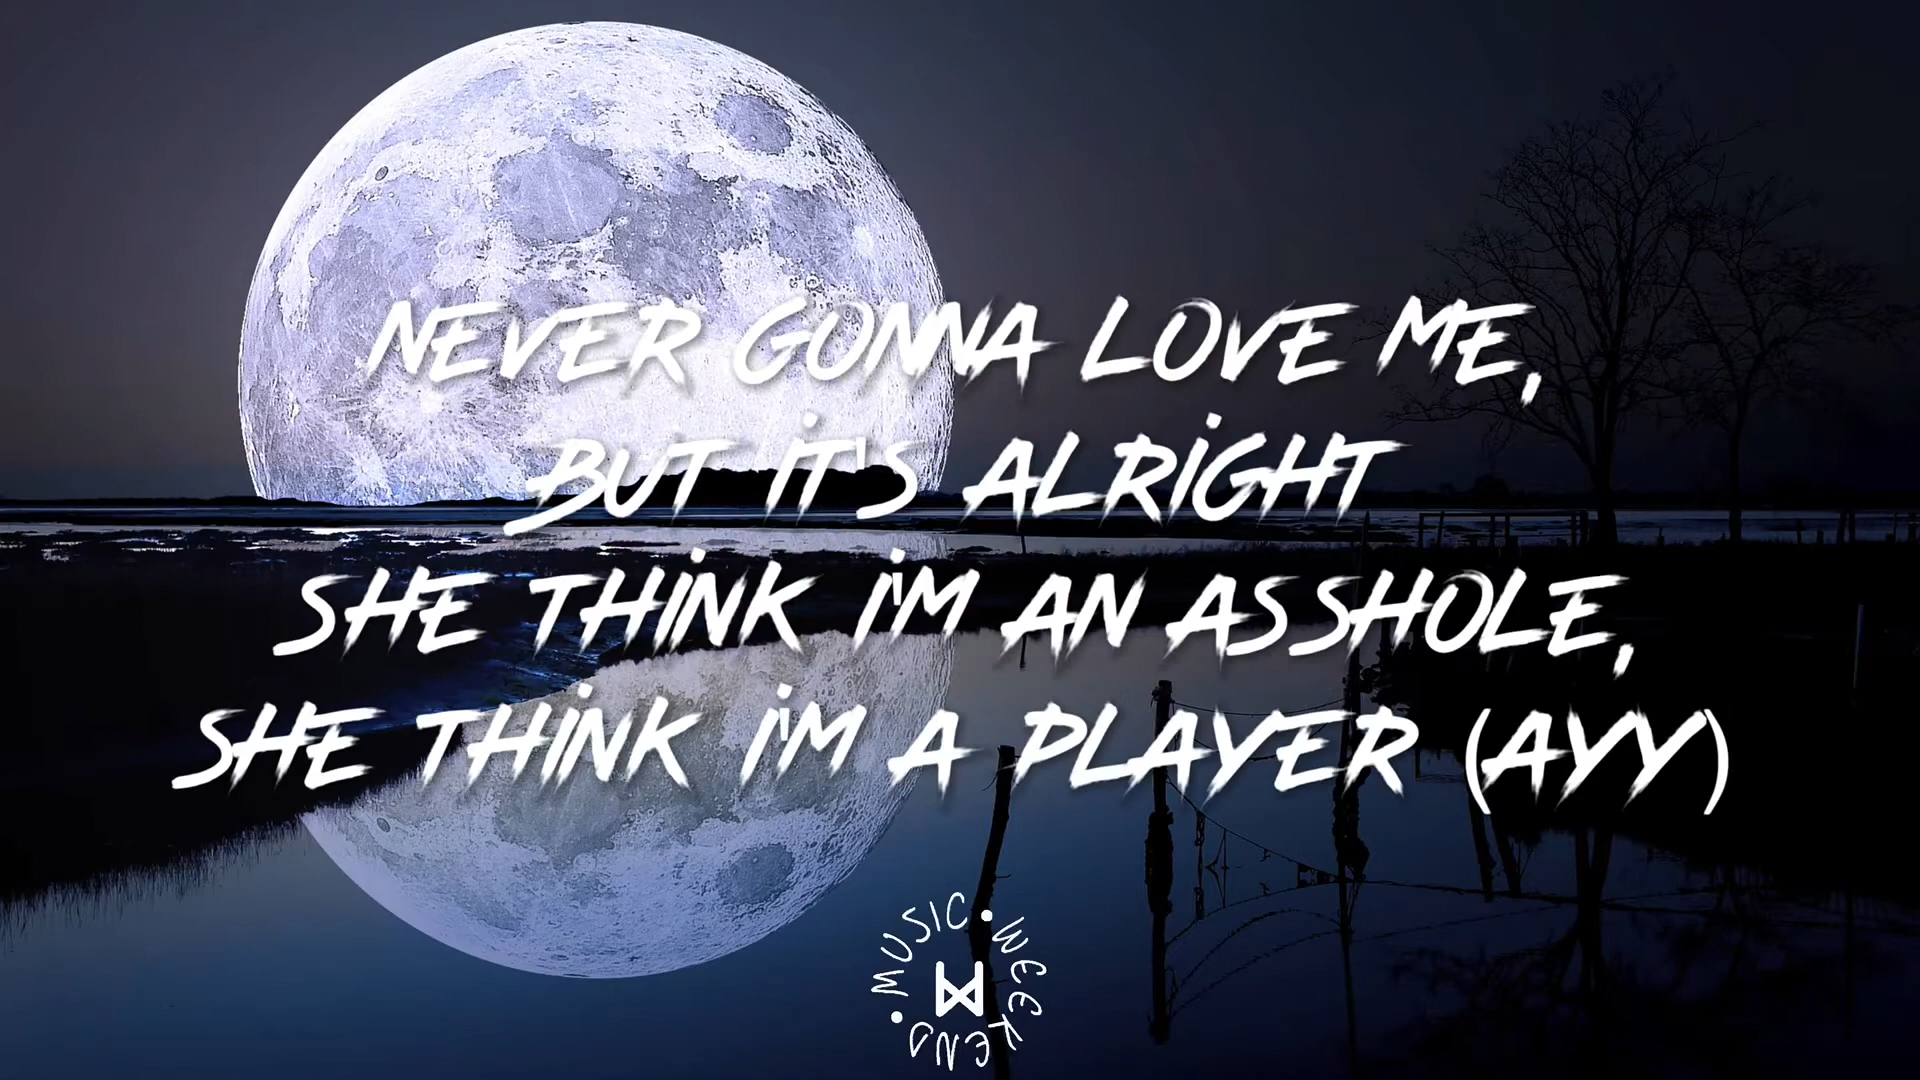 NEVER GONNA LOVE ME,
BUT IT'S ALRIGHT
SHE THINK I'M AN ASSHOLE,
SHE THINK I'M A PLAYER (AYY)
MUSIC • WEEKEND •